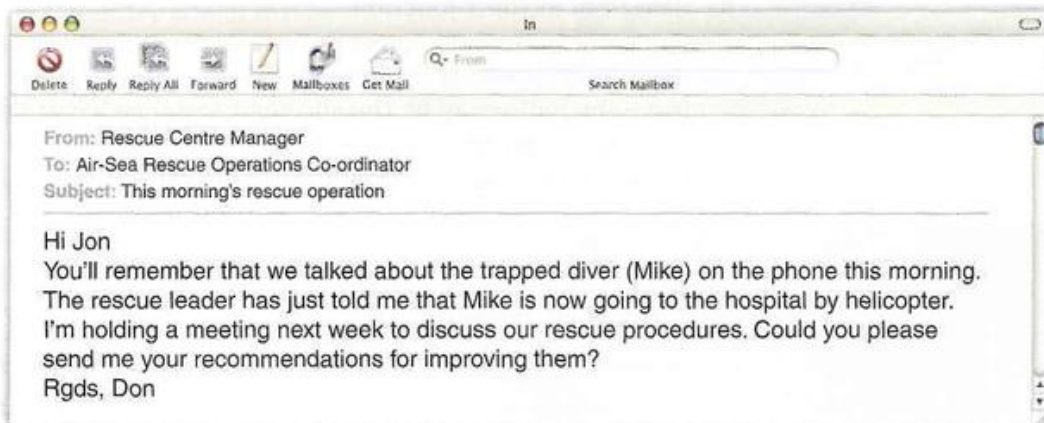 In
Delete Reply Reply All Forward New Mailboxes Get Mail From Search Mailbox
From: Rescue Centre Manager
To: Air-Sea Rescue Operations Co-ordinator
Subject: This morning's rescue operation
Hi Jon
You'll remember that we talked about the trapped diver (Mike) on the phone this morning.
The rescue leader has just told me that Mike is now going to the hospital by helicopter.
I'm holding a meeting next week to discuss our rescue procedures. Could you please
send me your recommendations for improving them?
Rgds, Don